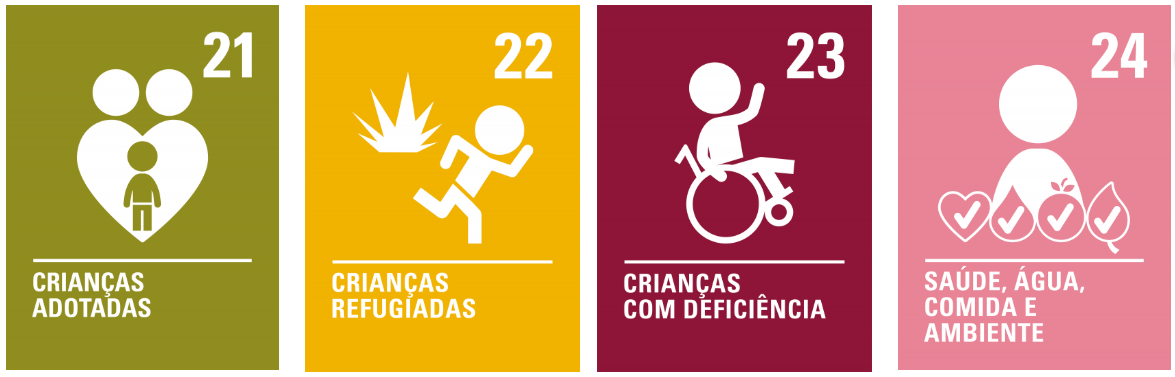 21
CRIANÇAS
ADOTADAS
22
CRIANÇAS
REFUGIADAS
23
CRIANÇAS
COM DEFICIÊNCIA
24
SAÚDE, ÁGUA,
COMIDA E
AMBIENTE